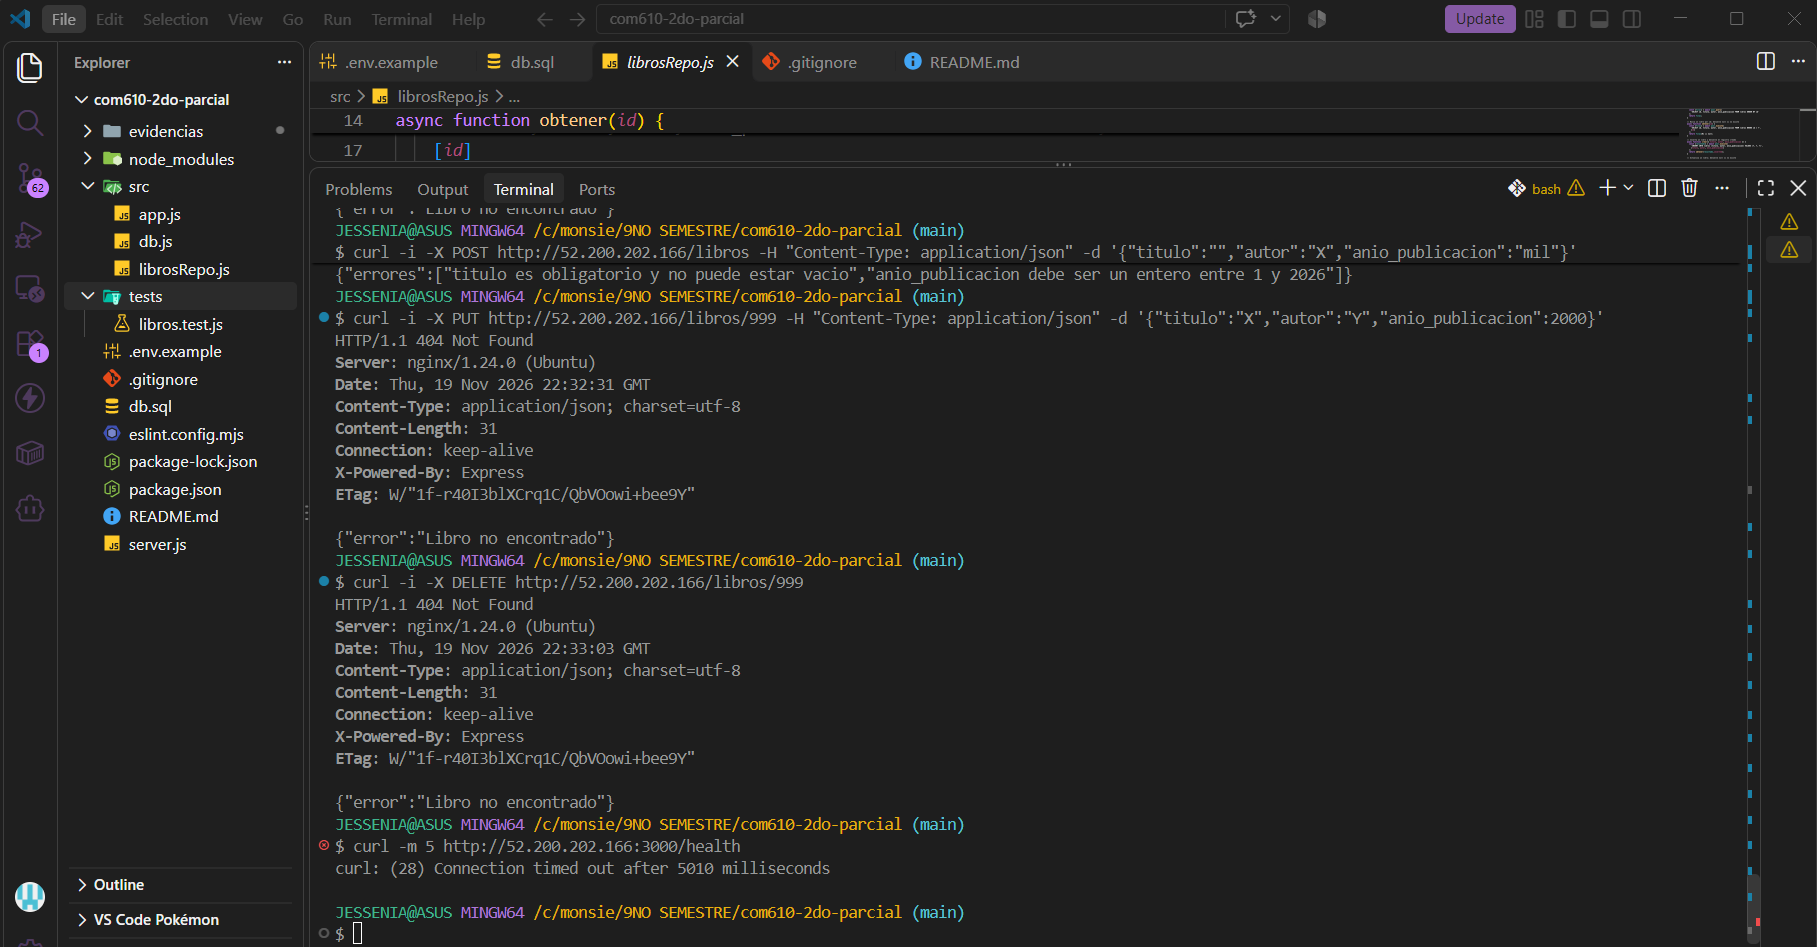 File Edit Selection View Go Run Terminal Help
com610-2do-parcial
Update
Explorer
com610-2do-parcial
evidencias
node_modules
src
app.js
db.js
librosRepo.js
tests
libros.test.js
.env.example
.gitignore
db.sql
eslint.config.mjs
package-lock.json
package.json
README.md
server.js
Outline
VS Code Pokémon
62
1
.env.example db.sql librosRepo.js .gitignore README.md
src > librosRepo.js > ...
14 async function obtener(id) {
17 [id]
Problems Output Terminal Ports
bash
{"error":"Libro no encontrado"}
JESSENIA@ASUS MINGW64 /c/monsie/9NO SEMESTRE/com610-2do-parcial (main)
$ curl -i -X POST http://52.200.202.166/libros -H "Content-Type: application/json" -d '{"titulo":"","autor":"X","anio_publicacion":"mil"}'
{"errores":["titulo es obligatorio y no puede estar vacio","anio_publicacion debe ser un entero entre 1 y 2026"]}
JESSENIA@ASUS MINGW64 /c/monsie/9NO SEMESTRE/com610-2do-parcial (main)
$ curl -i -X PUT http://52.200.202.166/libros/999 -H "Content-Type: application/json" -d '{"titulo":"X","autor":"Y","anio_publicacion":2000}'
HTTP/1.1 404 Not Found
Server: nginx/1.24.0 (Ubuntu)
Date: Thu, 19 Nov 2026 22:32:31 GMT
Content-Type: application/json; charset=utf-8
Content-Length: 31
Connection: keep-alive
X-Powered-By: Express
ETag: W/"1f-r40I3blXCrq1C/QbVOowi+bee9Y"
{"error":"Libro no encontrado"}
JESSENIA@ASUS MINGW64 /c/monsie/9NO SEMESTRE/com610-2do-parcial (main)
$ curl -i -X DELETE http://52.200.202.166/libros/999
HTTP/1.1 404 Not Found
Server: nginx/1.24.0 (Ubuntu)
Date: Thu, 19 Nov 2026 22:33:03 GMT
Content-Type: application/json; charset=utf-8
Content-Length: 31
Connection: keep-alive
X-Powered-By: Express
ETag: W/"1f-r40I3blXCrq1C/QbVOowi+bee9Y"
{"error":"Libro no encontrado"}
JESSENIA@ASUS MINGW64 /c/monsie/9NO SEMESTRE/com610-2do-parcial (main)
$ curl -m 5 http://52.200.202.166:3000/health
curl: (28) Connection timed out after 5010 milliseconds
JESSENIA@ASUS MINGW64 /c/monsie/9NO SEMESTRE/com610-2do-parcial (main)
$